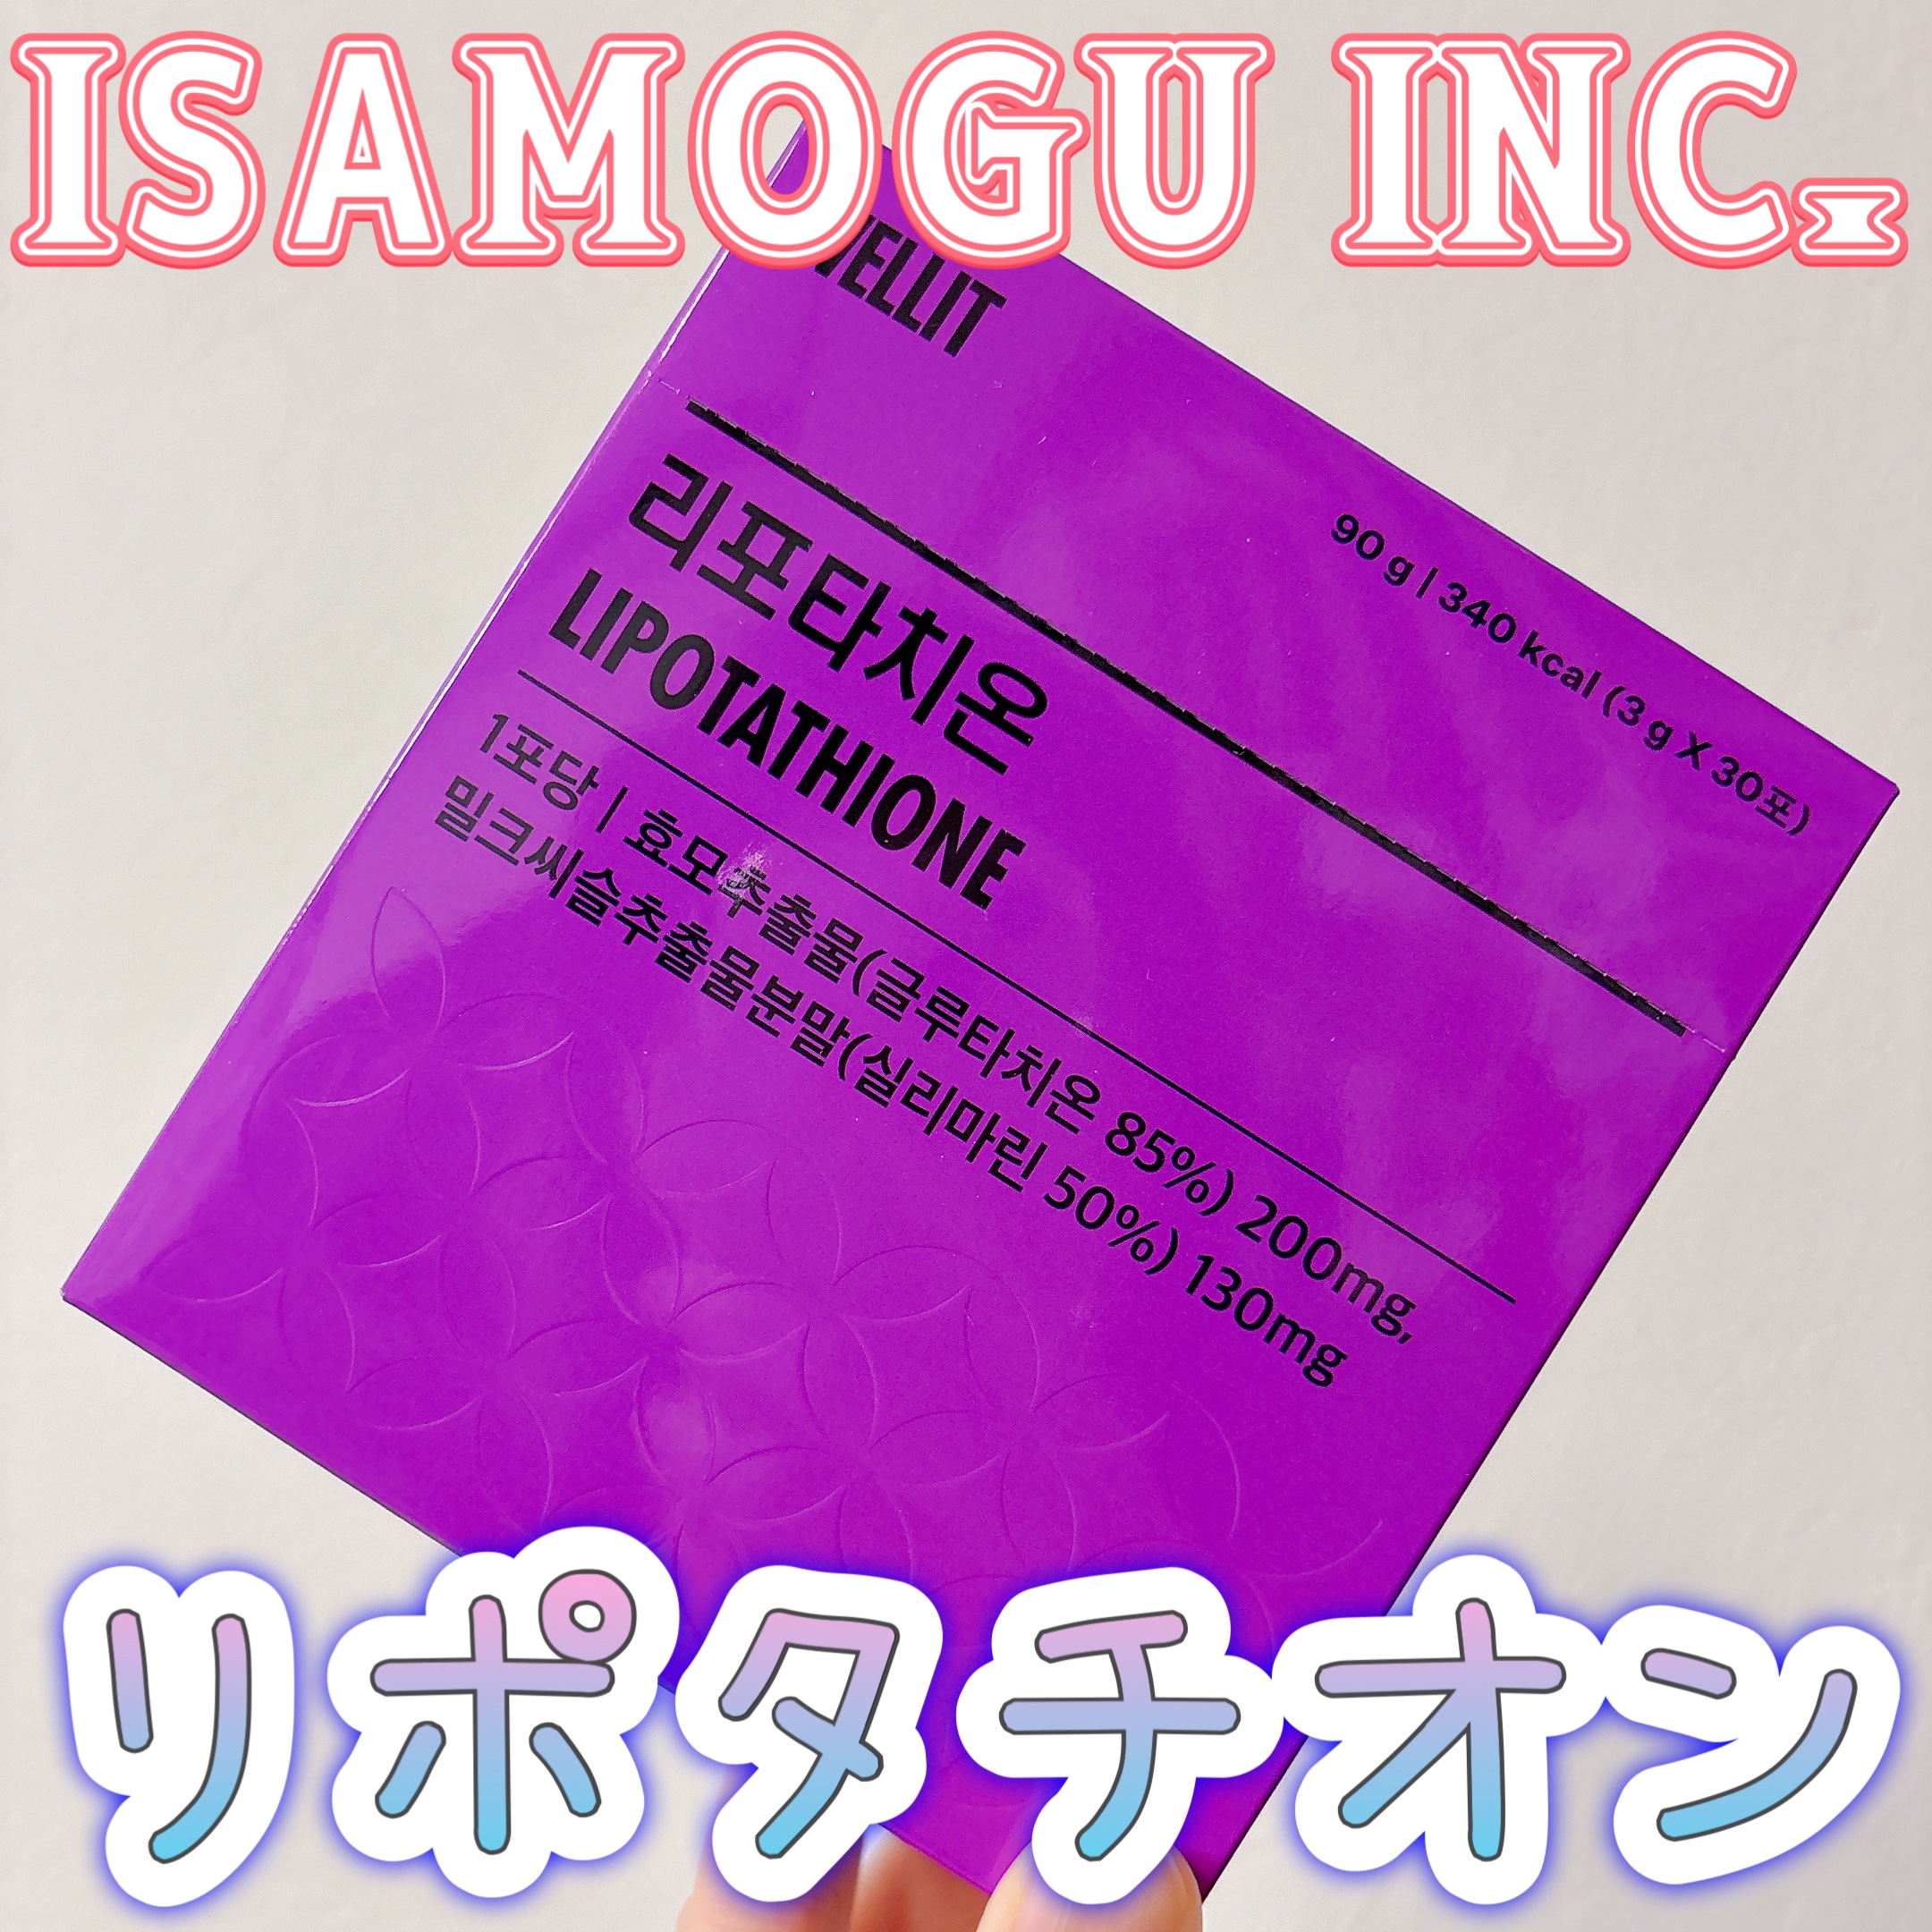 ISAMOGU INC.
90 g | 340 kcal (3 g X 30포)
리포타치온
LIPOTATHIONE
1포당 | 효모추출물(글루타치온 85%) 200mg,
밀크씨슬추출물분말(실리마린 50%) 130mg
リポタチオン